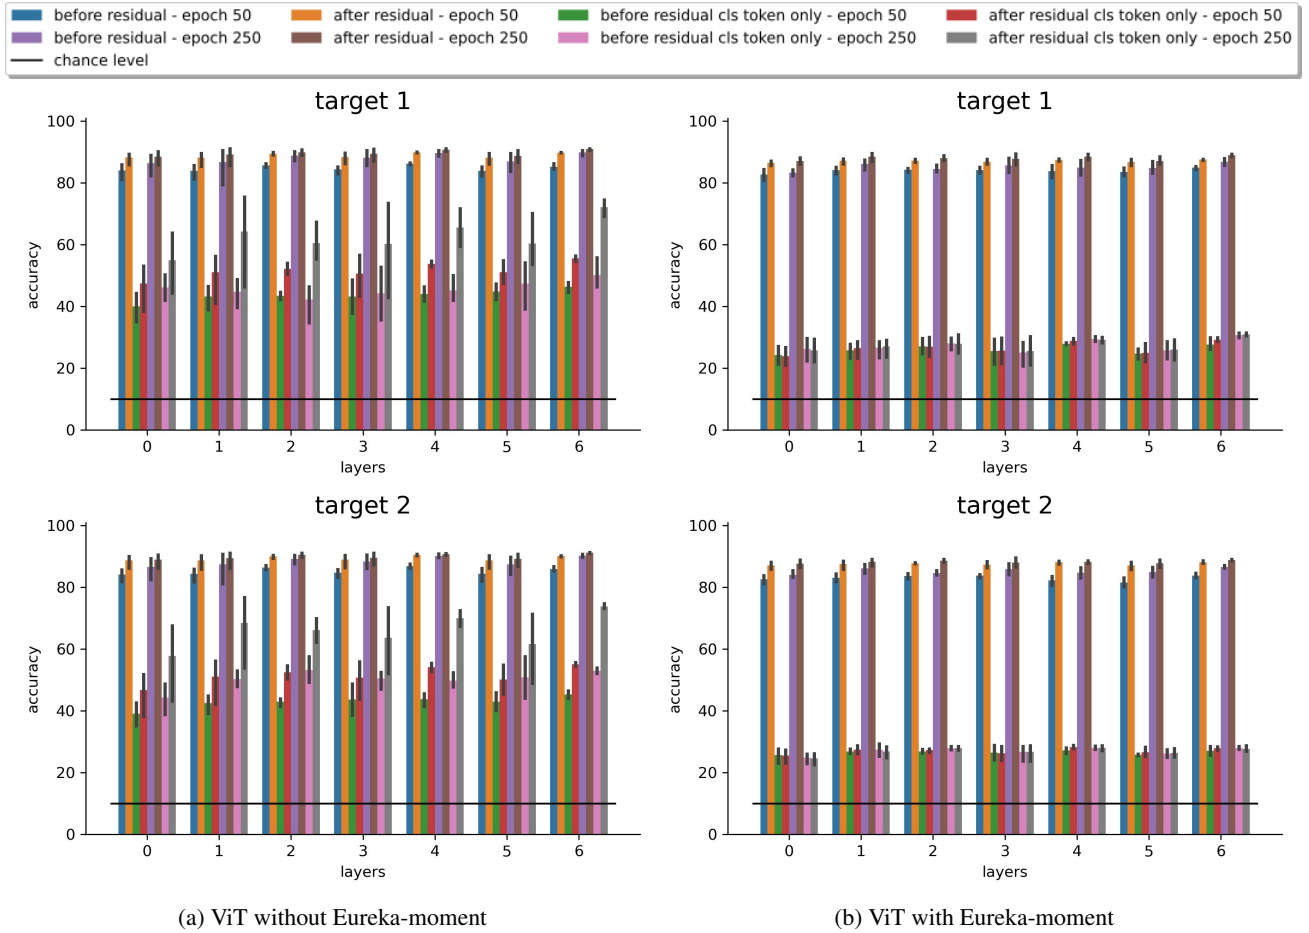 before residual - epoch 50
after residual - epoch 50
before residual cls token only - epoch 50
after residual cls token only - epoch 50
before residual - epoch 250
after residual - epoch 250
before residual cls token only - epoch 250
after residual cls token only - epoch 250
chance level
target 1
100
80
60
40
20
0
accuracy
0 1 2 3 4 5 6
layers
target 1
100
80
60
40
20
0
accuracy
0 1 2 3 4 5 6
layers
target 2
100
80
60
40
20
0
accuracy
0 1 2 3 4 5 6
layers
target 2
100
80
60
40
20
0
accuracy
0 1 2 3 4 5 6
layers
(a) ViT without Eureka-moment
(b) ViT with Eureka-moment